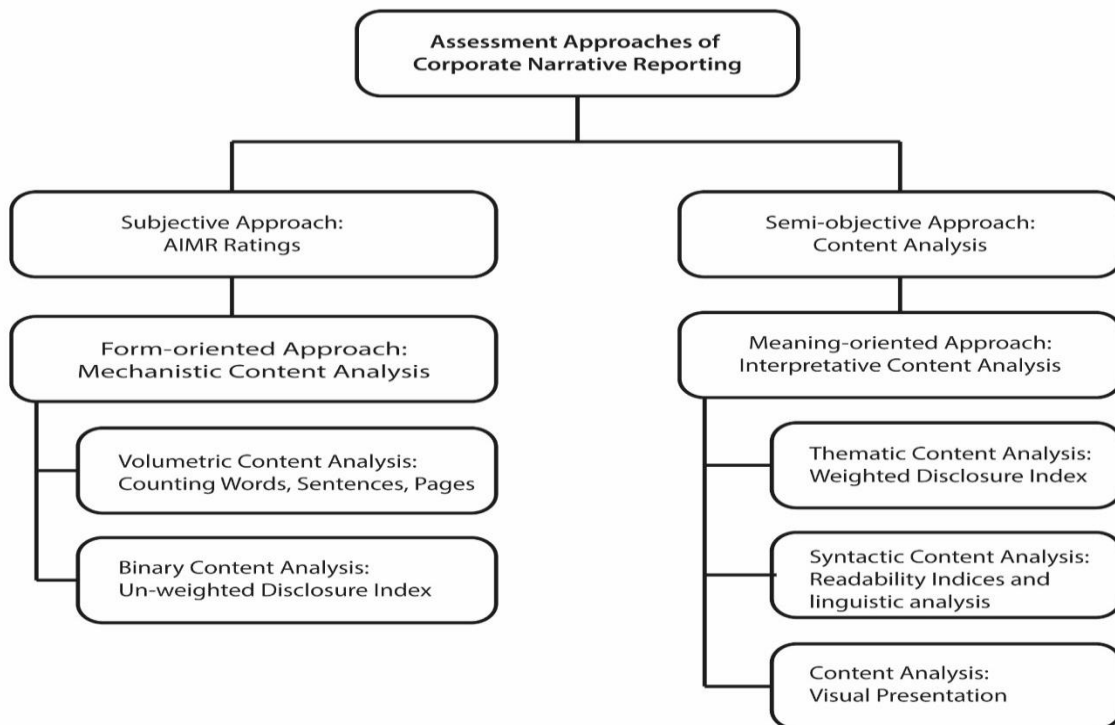 Assessment Approaches of
Corporate Narrative Reporting
Subjective Approach:
AIMR Ratings
Semi-objective Approach:
Content Analysis
Form-oriented Approach:
Mechanistic Content Analysis
Meaning-oriented Approach:
Interpretative Content Analysis
Volumetric Content Analysis:
Counting Words, Sentences, Pages
Binary Content Analysis:
Un-weighted Disclosure Index
Thematic Content Analysis:
Weighted Disclosure Index
Syntactic Content Analysis:
Readability Indices and
linguistic analysis
Content Analysis:
Visual Presentation